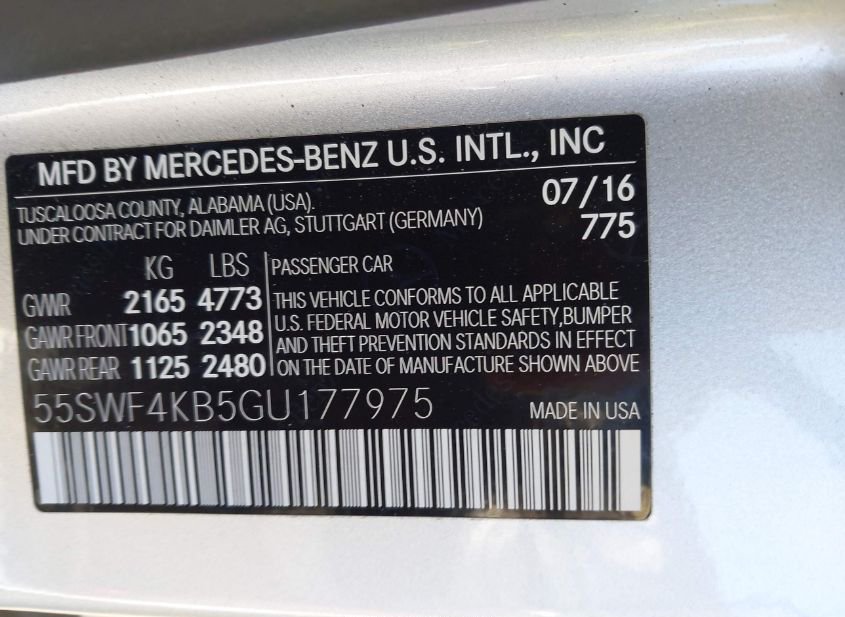 MFD BY MERCEDES-BENZ U.S. INTL., INC
TUSCALOOSA COUNTY, ALABAMA (USA).
UNDER CONTRACT FOR DAIMLER AG, STUTTGART (GERMANY)
07/16
775
KG LBS
GVWR 2165 4773
GAWR FRONT 1065 2348
GAWR REAR 1125 2480
PASSENGER CAR
THIS VEHICLE CONFORMS TO ALL APPLICABLE
U.S. FEDERAL MOTOR VEHICLE SAFETY,BUMPER
AND THEFT PREVENTION STANDARDS IN EFFECT
ON THE DATE OF MANUFACTURE SHOWN ABOVE
55SWF4KB5GU177975
MADE IN USA